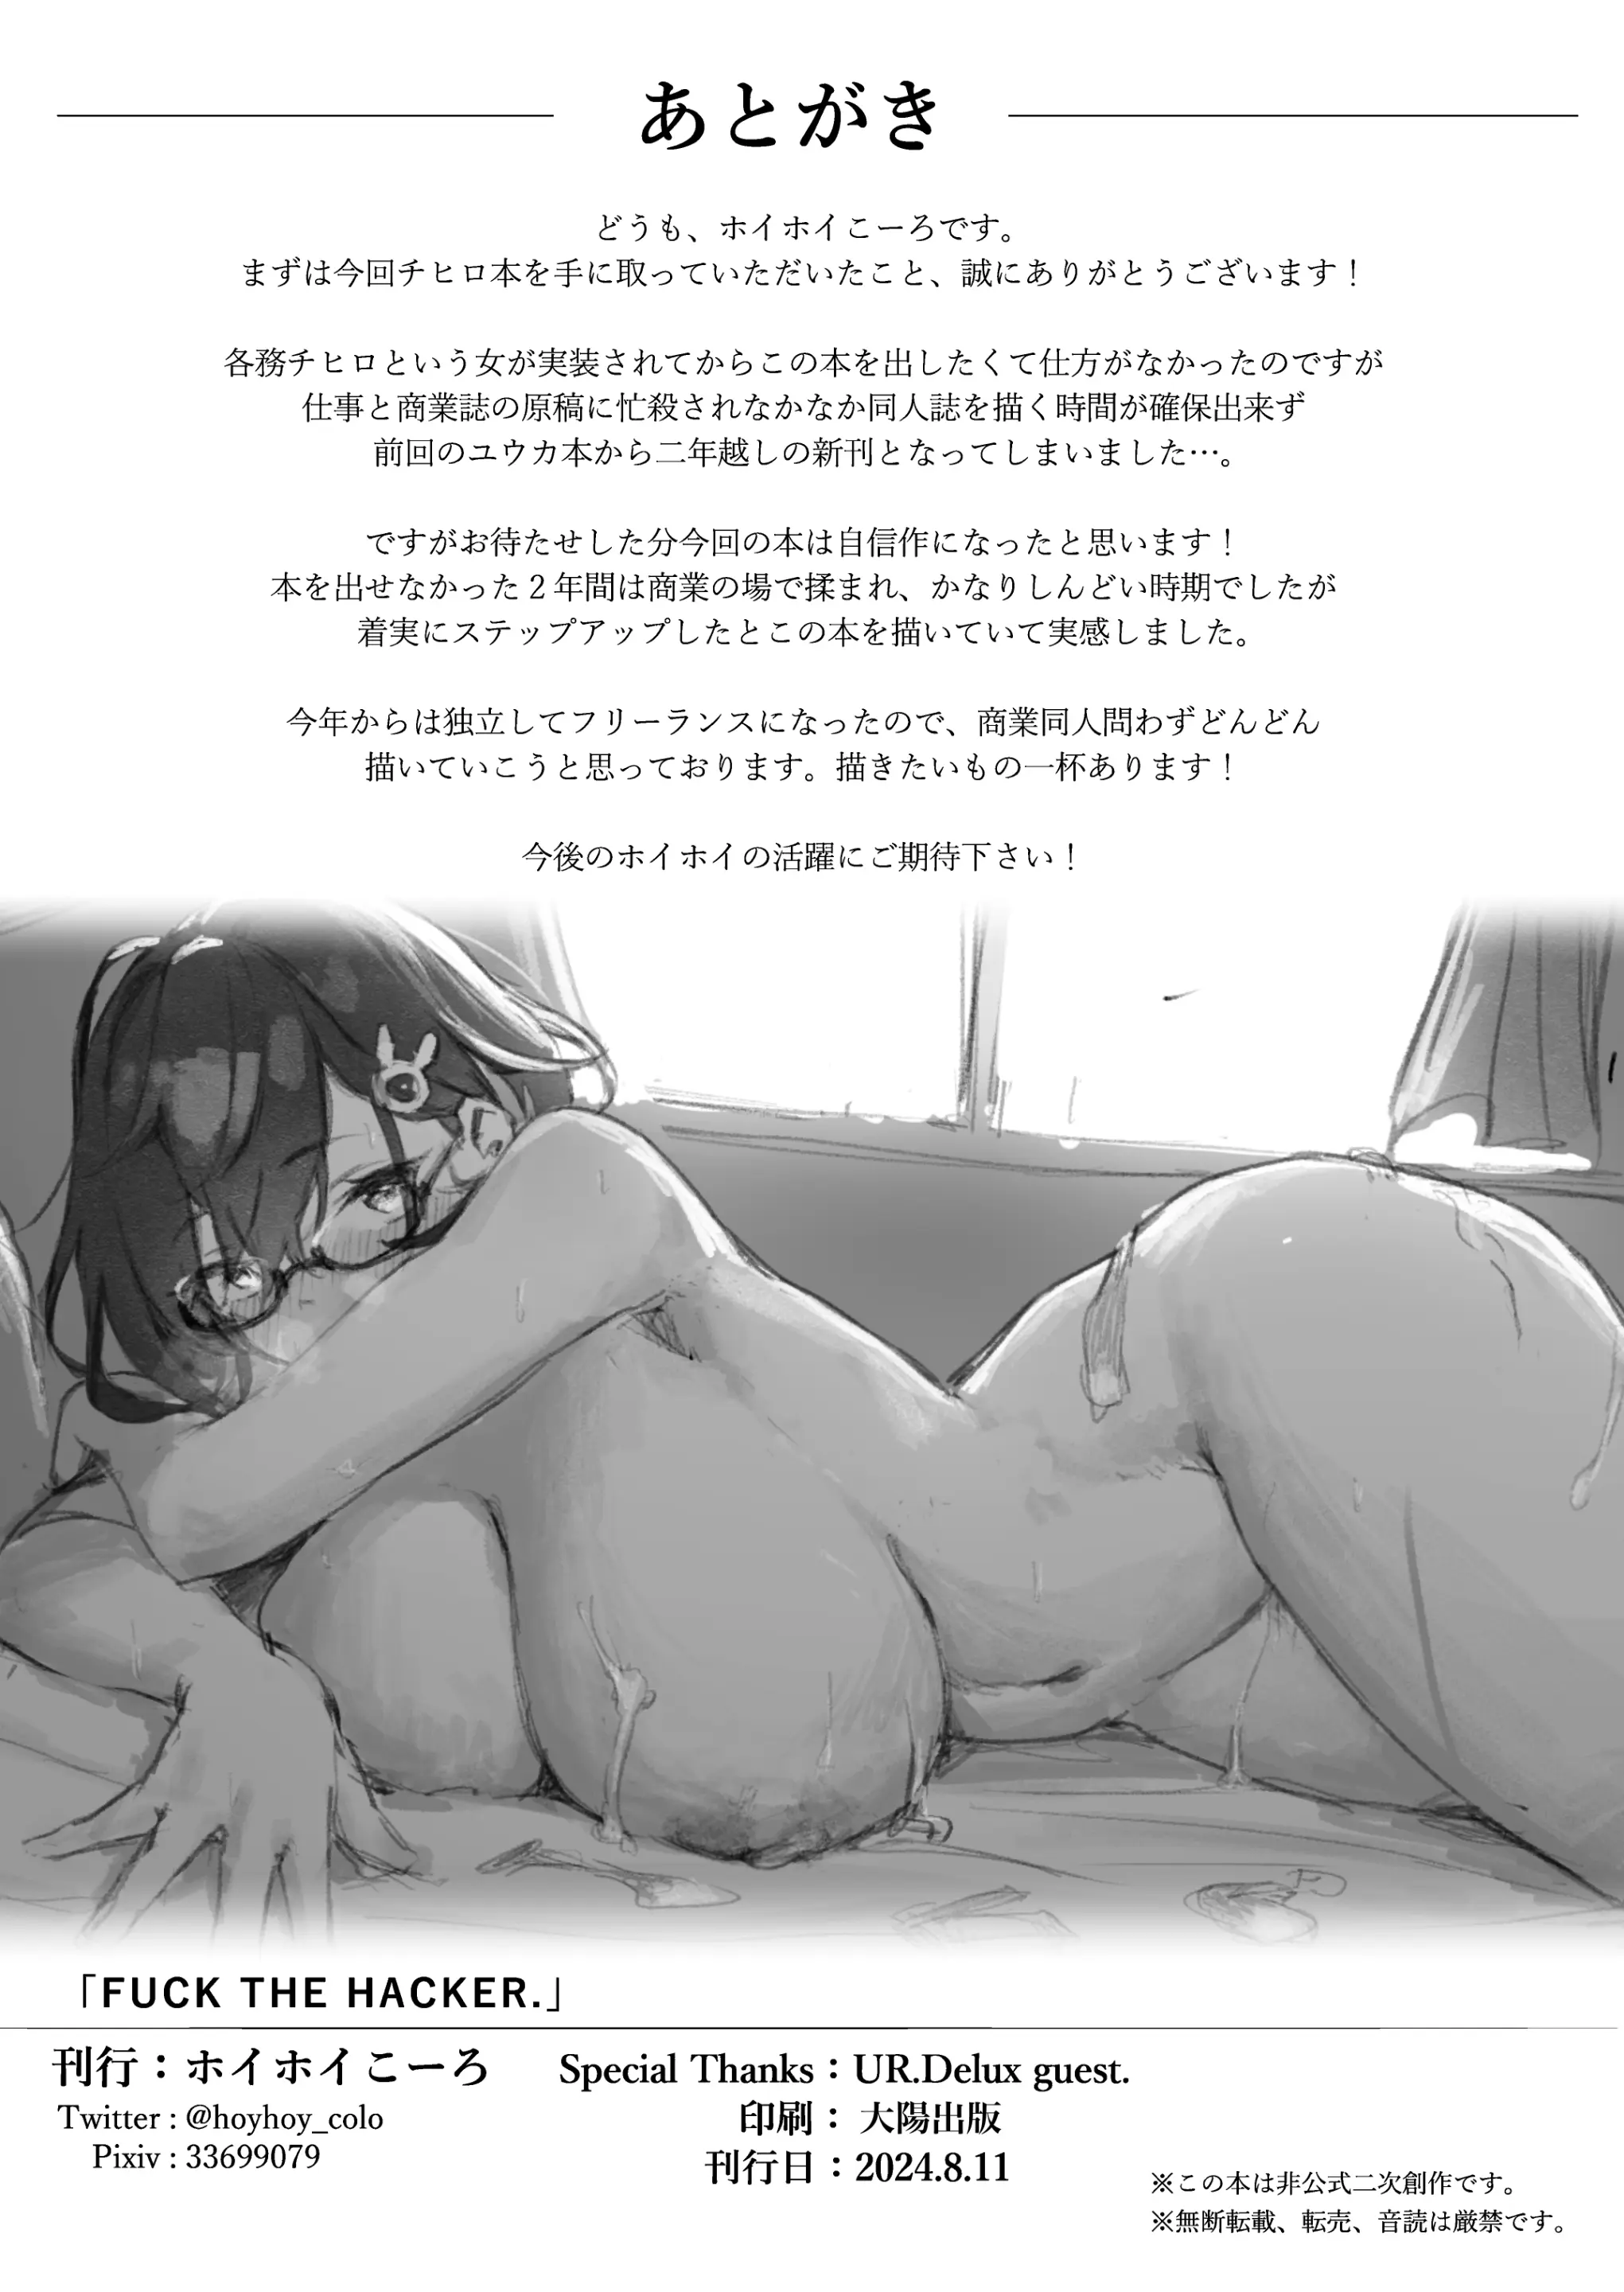 あとがき
どうも、ホイホイこーろです。
まずは今回チヒロ本を手に取っていただいたこと、誠にありがとうございます！
各務チヒロという女が実装されてからこの本を出したくて仕方がなかったのですが
仕事と商業誌の原稿に忙殺されなかなか同人誌を描く時間が確保出来ず
前回のユウカ本から二年越しの新刊となってしまいました…。
ですがお待たせした分今回の本は自信作になったと思います！
本を出せなかった２年間は商業の場で揉まれ、かなりしんどい時期でしたが
着実にステップアップしたとこの本を描いていて実感しました。
今年からは独立してフリーランスになったので、商業同人問わずどんどん
描いていこうと思っております。描きたいもの一杯あります！
今後のホイホイの活躍にご期待下さい！
「FUCK THE HACKER.」
刊行：ホイホイこーろ
Twitter : @hoyhoy_colo
Pixiv : 33699079
Special Thanks：UR.Delux guest.
印刷： 大陽出版
刊行日：2024.8.11
※この本は非公式二次創作です。
※無断転載、転売、音読は厳禁です。